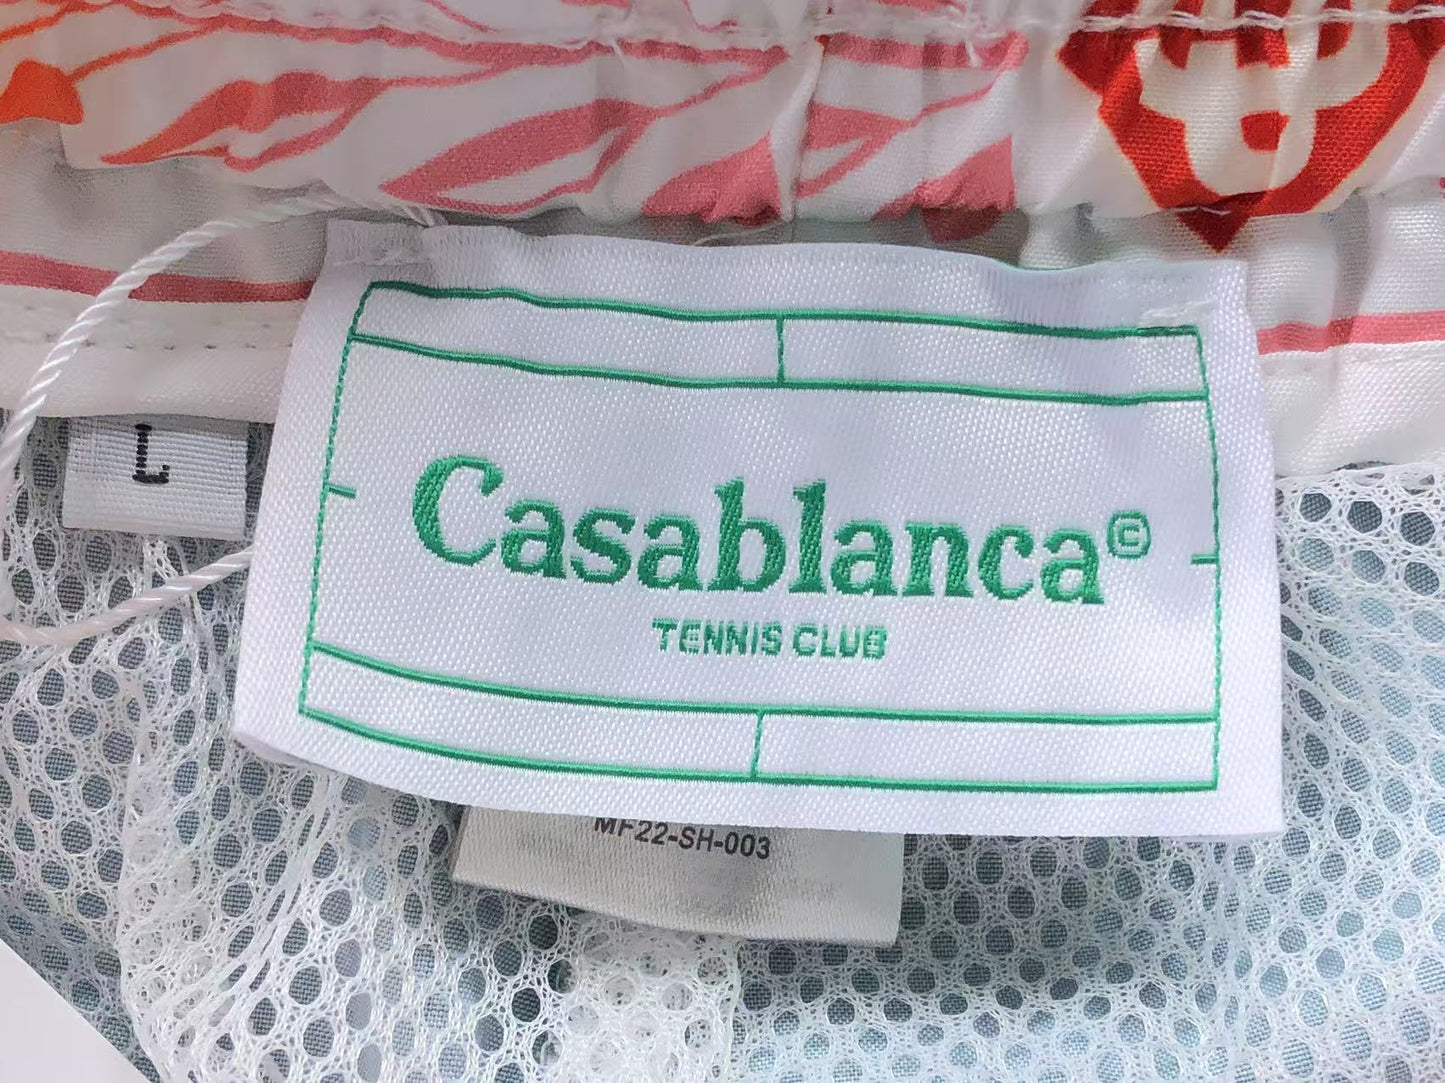 L
Casablanca©
TENNIS CLUB
MF22-SH-003